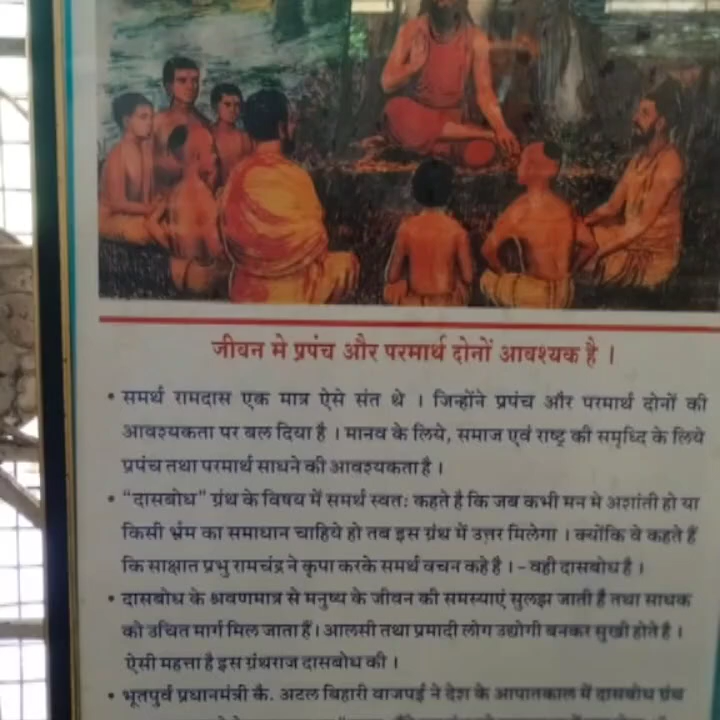 जीवन मे प्रपंच और परमार्थ दोनों आवश्यक है ।
• समर्थ रामदास एक मात्र ऐसे संत थे । जिन्होंने प्रपंच और परमार्थ दोनों की
आवश्यकता पर बल दिया है । मानव के लिये, समाज एवं राष्ट्र की समृध्दि के लिये
प्रपंच तथा परमार्थ साधने की आवश्यकता है ।
• “दासबोध” ग्रंथ के विषय में समर्थ स्वतः कहते है कि जब कभी मन मे अशांती हो या
किसी भ्रंम का समाधान चाहिये हो तब इस ग्रंथ में उत्तर मिलेगा । क्योंकि वे कहते हैं
कि साक्षात प्रभु रामचंद्र ने कृपा करके समर्थ वचन कहे है । - वही दासबोध है ।
• दासबोध के श्रवणमात्र से मनुष्य के जीवन की समस्याएं सुलझ जाती है तथा साधक
को उचित मार्ग मिल जाता हैं । आलसी तथा प्रमादी लोग उद्योगी बनकर सुखी होते है ।
ऐसी महत्ता है इस ग्रंथराज दासबोध की ।
• भूतपुर्व प्रधानमंत्री कै. अटल बिहारी वाजपई ने देश के आपातकाल में दासबोध ग्रंथ